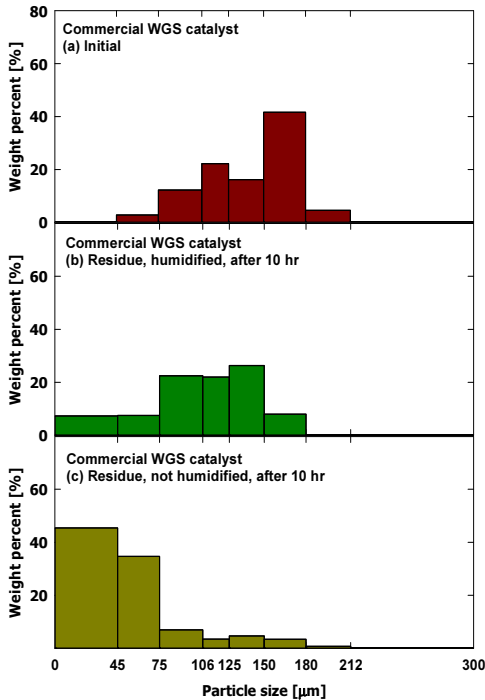 80
Commercial WGS catalyst
(a) Initial
60
40
20
0
Weight percent [%]
Commercial WGS catalyst
(b) Residue, humidified, after 10 hr
60
40
20
0
Weight percent [%]
Commercial WGS catalyst
(c) Residue, not humidified, after 10 hr
60
40
20
Weight percent [%]
0 45 75 106 125 150 180 212 300
Particle size [µm]